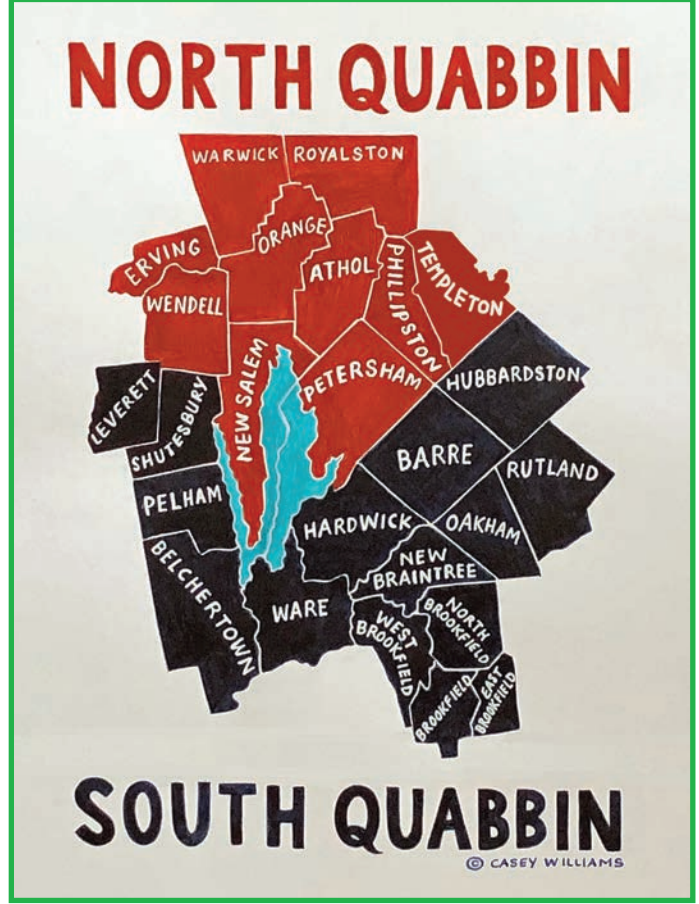 NORTH QUABBIN
WARWICK
ROYALSTON
ORANGE
ERVING
ATHOL
PHILLIPSTON
TEMPLETON
WENDELL
NEW SALEM
PETERSHAM
HUBBARDSTON
LEVERETT
SHUTESBURY
BARRE
RUTLAND
PELHAM
HARDWICK
OAKHAM
NEW
BRAINTREE
BELCHERTOWN
WARE
WEST
BROOKFIELD
NORTH
BROOKFIELD
BROOKFIELD
EAST
BROOKFIELD
SOUTH QUABBIN
© CASEY WILLIAMS